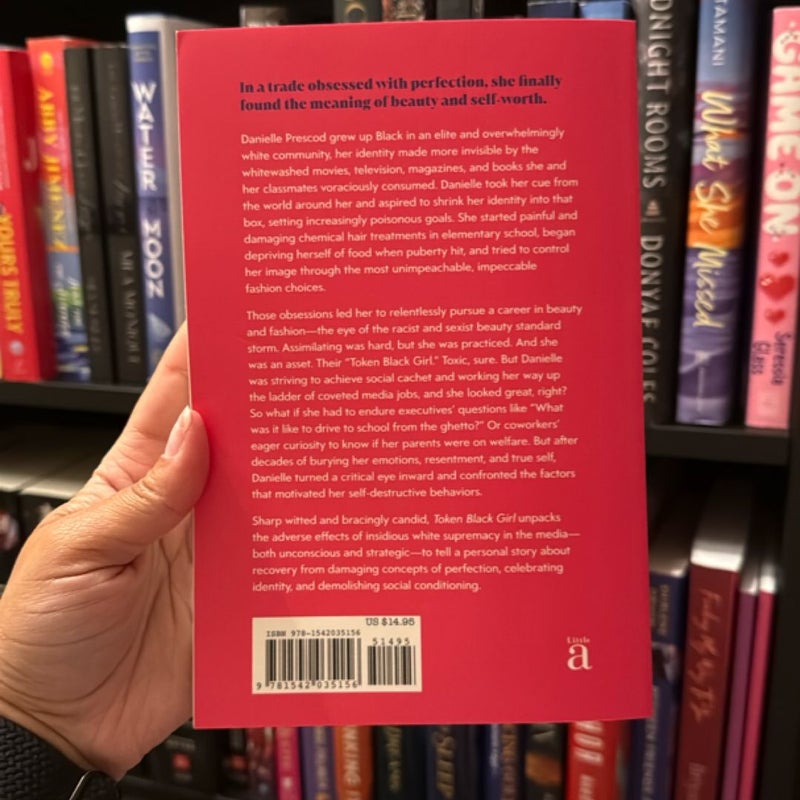 In a trade obsessed with perfection, she finally
found the meaning of beauty and self-worth.
Danielle Prescod grew up Black in an elite and overwhelmingly
white community, her identity made more invisible by the
whitewashed movies, television, magazines, and books she and
her classmates voraciously consumed. Danielle took her cue from
the world around her and aspired to shrink her identity into that
box, setting increasingly poisonous goals. She started painful and
damaging chemical hair treatments in elementary school, began
depriving herself of food when puberty hit, and tried to control
her image through the most unimpeachable, impeccable
fashion choices.
Those obsessions led her to relentlessly pursue a career in beauty
and fashion—the eye of the racist and sexist beauty standard
storm. Assimilating was hard, but she was practiced. And she
was an asset. Their "Token Black Girl." Toxic, sure. But Danielle
was striving to achieve social cachet and working her way up
the ladder of coveted media jobs, and she looked great, right?
So what if she had to endure executives' questions like "What
was it like to drive to school from the ghetto?" Or coworkers'
eager curiosity to know if her parents were on welfare. But after
decades of burying her emotions, resentment, and true self,
Danielle turned a critical eye inward and confronted the factors
that motivated her self-destructive behaviors.
Sharp witted and bracingly candid, Token Black Girl unpacks
the adverse effects of insidious white supremacy in the media—
both unconscious and strategic—to tell a personal story about
recovery from damaging concepts of perfection, celebrating
identity, and demolishing social conditioning.
US $14.95
ISBN 978-1542035156
51495
9 781542 035156
Little
a
YOURS TRULY
ABBY JIMENEZ
WATER MOON
MIDNIGHT ROOMS
DONYAE COLES
TAMANI
What She Missed
GAME ON